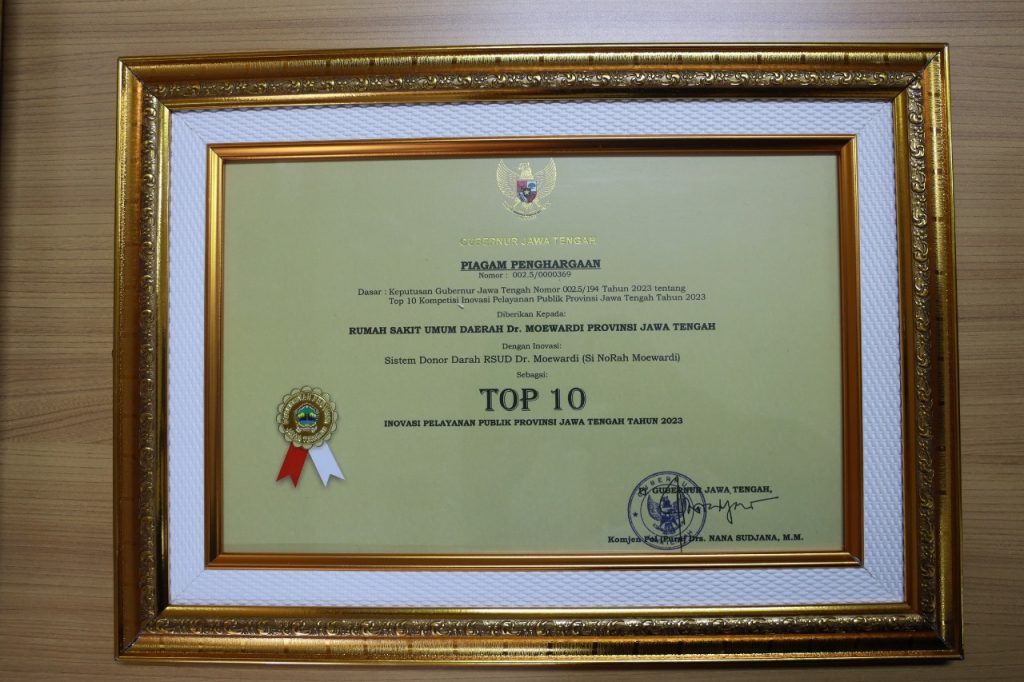 GUBERNUR JAWA TENGAH
PIAGAM PENGHARGAAN
Nomor : 002.5/0000369
Dasar : Keputusan Gubernur Jawa Tengah Nomor 002.5/194 Tahun 2023 tentang
Top 10 Kompetisi Inovasi Pelayanan Publik Provinsi Jawa Tengah Tahun 2023
Diberikan Kepada:
RUMAH SAKIT UMUM DAERAH Dr. MOEWARDI PROVINSI JAWA TENGAH
Dengan Inovasi:
Sistem Donor Darah RSUD Dr. Moewardi (Si NoRah Moewardi)
Sebagai:
TOP 10
INOVASI PELAYANAN PUBLIK PROVINSI JAWA TENGAH TAHUN 2023
GUBERNUR JAWA TENGAH,
GUBERNUR
Komjen Pol (Purn) Drs. NANA SUDJANA, M.M.